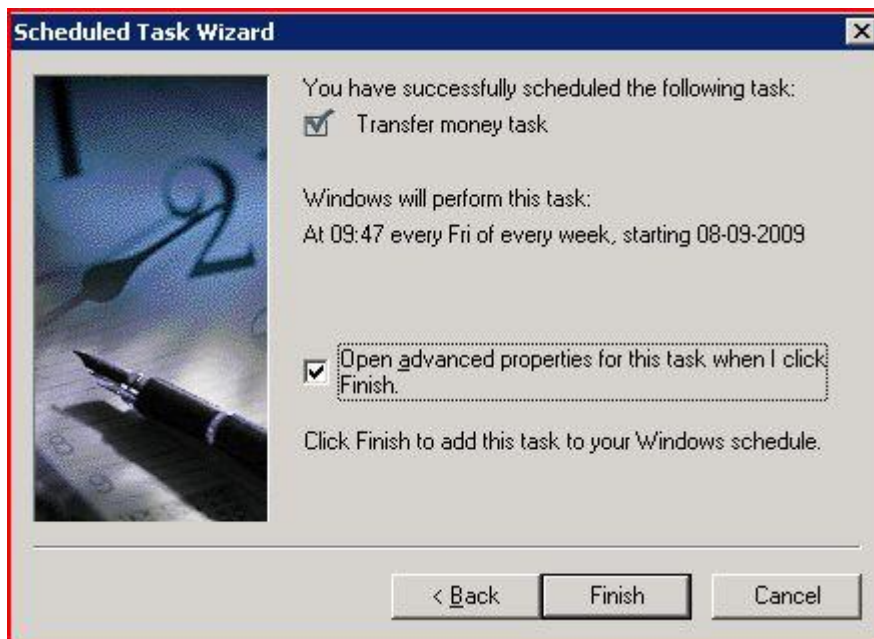 Scheduled Task Wizard
You have successfully scheduled the following task:
Transfer money task
Windows will perform this task:
At 09:47 every Fri of every week, starting 08-09-2009
Open advanced properties for this task when I click
Finish.
Click Finish to add this task to your Windows schedule.
< Back
Finish
Cancel
2